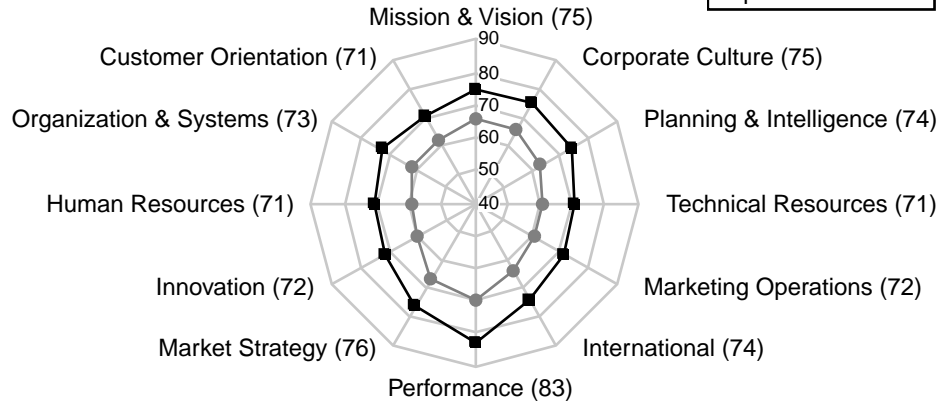 Mission & Vision (75)
90
Customer Orientation (71)
Corporate Culture (75)
80
70
Organization & Systems (73)
Planning & Intelligence (74)
60
50
Human Resources (71)
40
Technical Resources (71)
Innovation (72)
Marketing Operations (72)
Market Strategy (76)
International (74)
Performance (83)